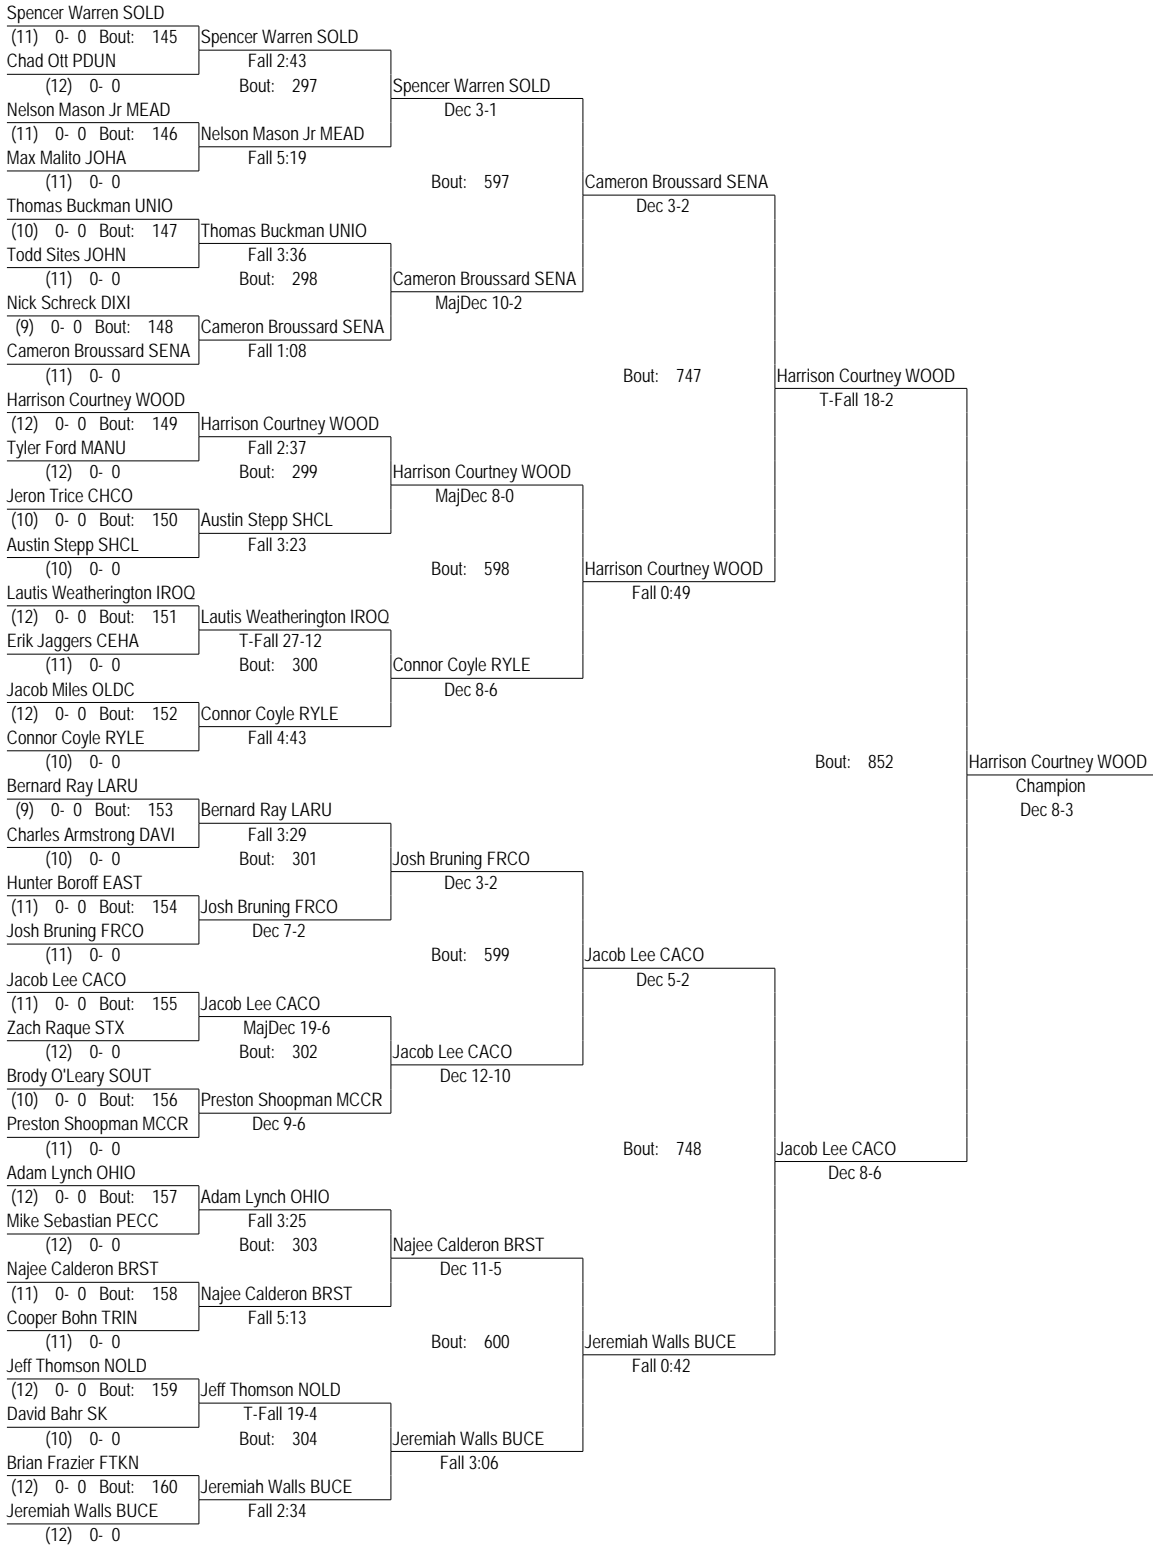 Spencer Warren SOLD
(11) 0- 0 Bout: 145 Spencer Warren SOLD
Chad Ott PDUN Fall 2:43
(12) 0- 0 Bout: 297 Spencer Warren SOLD
Nelson Mason Jr MEAD Dec 3-1
(11) 0- 0 Bout: 146 Nelson Mason Jr MEAD
Max Malito JOHA Fall 5:19
(11) 0- 0 Bout: 597 Cameron Broussard SENA
Thomas Buckman UNIO Dec 3-2
(10) 0- 0 Bout: 147 Thomas Buckman UNIO
Todd Sites JOHN Fall 3:36
(11) 0- 0 Bout: 298 Cameron Broussard SENA
Nick Schreck DIXI MajDec 10-2
(9) 0- 0 Bout: 148 Cameron Broussard SENA
Cameron Broussard SENA Fall 1:08
(11) 0- 0 Bout: 747 Harrison Courtney WOOD
Harrison Courtney WOOD T-Fall 18-2
(12) 0- 0 Bout: 149 Harrison Courtney WOOD
Tyler Ford MANU Fall 2:37
(12) 0- 0 Bout: 299 Harrison Courtney WOOD
Jeron Trice CHCO MajDec 8-0
(10) 0- 0 Bout: 150 Austin Stepp SHCL
Austin Stepp SHCL Fall 3:23
(10) 0- 0 Bout: 598 Harrison Courtney WOOD
Lautis Weatherington IROQ Fall 0:49
(12) 0- 0 Bout: 151 Lautis Weatherington IROQ
Erik Jaggers CEHA T-Fall 27-12
(11) 0- 0 Bout: 300 Connor Coyle RYLE
Jacob Miles OLDC Dec 8-6
(12) 0- 0 Bout: 152 Connor Coyle RYLE
Connor Coyle RYLE Fall 4:43
(10) 0- 0 Bout: 852 Harrison Courtney WOOD
Bernard Ray LARU Champion
(9) 0- 0 Bout: 153 Bernard Ray LARU Dec 8-3
Charles Armstrong DAVI Fall 3:29
(10) 0- 0 Bout: 301 Josh Bruning FRCO
Hunter Boroff EAST Dec 3-2
(11) 0- 0 Bout: 154 Josh Bruning FRCO
Josh Bruning FRCO Dec 7-2
(11) 0- 0 Bout: 599 Jacob Lee CACO
Jacob Lee CACO Dec 5-2
(11) 0- 0 Bout: 155 Jacob Lee CACO
Zach Raque STX MajDec 19-6
(12) 0- 0 Bout: 302 Jacob Lee CACO
Brody O'Leary SOUT Dec 12-10
(10) 0- 0 Bout: 156 Preston Shoopman MCCR
Preston Shoopman MCCR Dec 9-6
(11) 0- 0 Bout: 748 Jacob Lee CACO
Adam Lynch OHIO Dec 8-6
(12) 0- 0 Bout: 157 Adam Lynch OHIO
Mike Sebastian PECC Fall 3:25
(12) 0- 0 Bout: 303 Najee Calderon BRST
Najee Calderon BRST Dec 11-5
(11) 0- 0 Bout: 158 Najee Calderon BRST
Cooper Bohn TRIN Fall 5:13
(11) 0- 0 Bout: 600 Jeremiah Walls BUCE
Jeff Thomson NOLD Fall 0:42
(12) 0- 0 Bout: 159 Jeff Thomson NOLD
David Bahr SK T-Fall 19-4
(10) 0- 0 Bout: 304 Jeremiah Walls BUCE
Brian Frazier FTKN Fall 3:06
(12) 0- 0 Bout: 160 Jeremiah Walls BUCE
Jeremiah Walls BUCE Fall 2:34
(12) 0- 0